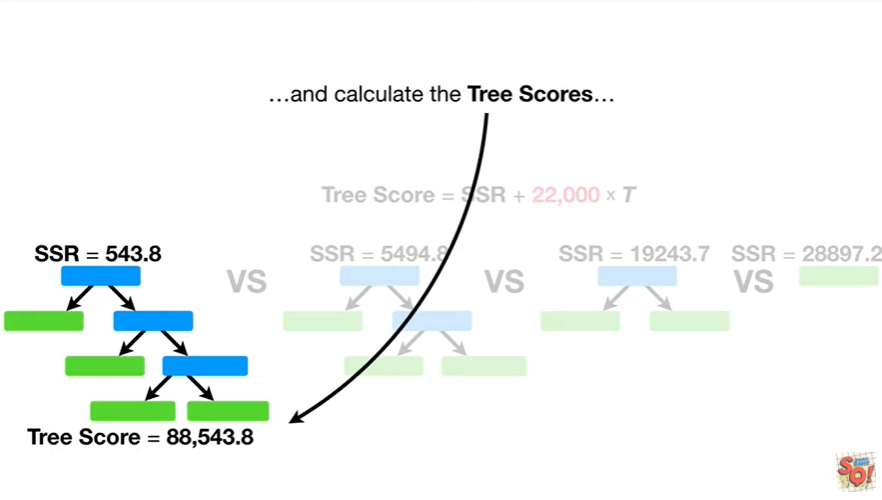 ...and calculate the Tree Scores...
Tree Score = SSR + 22,000 x T
SSR = 543.8
SSR = 5494.8
SSR = 19243.7
SSR = 28897.2
VS
VS
VS
Tree Score = 88,543.8
SQ!